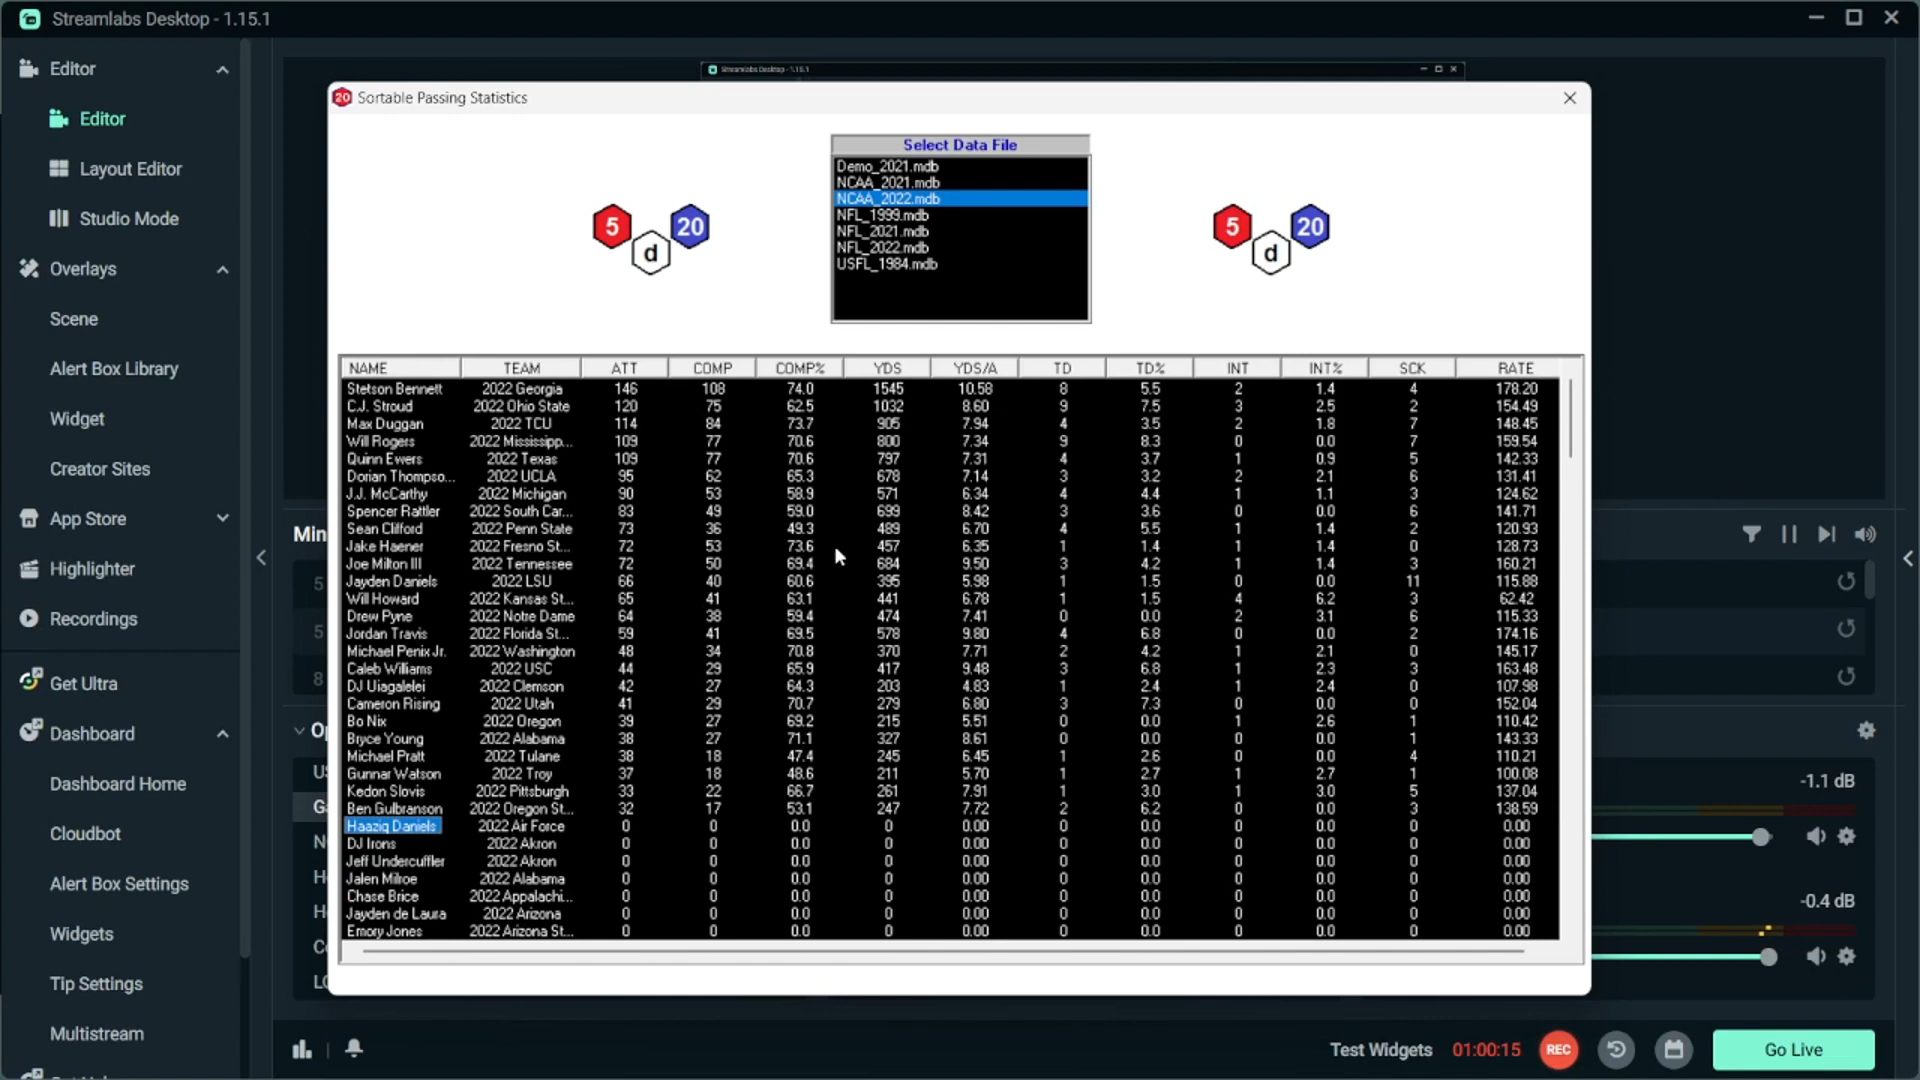 Streamlabs Desktop - 1.15.1
Editor
Editor
Layout Editor
Studio Mode
Overlays
Scene
Alert Box Library
Widget
Creator Sites
App Store
Highlighter
Recordings
Get Ultra
Dashboard
Dashboard Home
Cloudbot
Alert Box Settings
Widgets
Tip Settings
Multistream
Streamlabs Desktop - 1.15.1
20 Sortable Passing Statistics
Select Data File
Demo_2021.mdb
NCAA_2021.mdb
NCAA_2022.mdb
NFL_1999.mdb
NFL_2021.mdb
NFL_2022.mdb
USFL_1984.mdb
5 d 20
5 d 20
NAME TEAM ATT COMP COMP% YDS YDS/A TD TD% INT INT% SCK RATE
Stetson Bennett 2022 Georgia 146 108 74.0 1545 10.58 8 5.5 2 1.4 4 178.20
C.J. Stroud 2022 Ohio State 120 75 62.5 1032 8.60 9 7.5 3 2.5 2 154.49
Max Duggan 2022 TCU 114 84 73.7 905 7.94 4 3.5 2 1.8 7 148.45
Will Rogers 2022 Mississipp... 109 77 70.6 800 7.34 9 8.3 0 0.0 7 159.54
Quinn Ewers 2022 Texas 109 77 70.6 797 7.31 4 3.7 1 0.9 5 142.33
Dorian Thompso... 2022 UCLA 95 62 65.3 678 7.14 3 3.2 2 2.1 6 131.41
J.J. McCarthy 2022 Michigan 90 53 58.9 571 6.34 4 4.4 1 1.1 3 124.62
Spencer Rattler 2022 South Car... 83 49 59.0 699 8.42 3 3.6 0 0.0 6 141.71
Sean Clifford 2022 Penn State 73 36 49.3 489 6.70 4 5.5 1 1.4 2 120.93
Jake Haener 2022 Fresno St... 72 53 73.6 457 6.35 1 1.4 1 1.4 0 128.73
Joe Milton III 2022 Tennessee 72 50 69.4 684 9.50 3 4.2 1 1.4 3 160.21
Jayden Daniels 2022 LSU 66 40 60.6 395 5.98 1 1.5 0 0.0 11 115.88
Will Howard 2022 Kansas St... 65 41 63.1 441 6.78 1 1.5 4 6.2 3 62.42
Drew Pyne 2022 Notre Dame 64 38 59.4 474 7.41 0 0.0 2 3.1 6 115.33
Jordan Travis 2022 Florida St... 59 41 69.5 578 9.80 4 6.8 0 0.0 2 174.16
Michael Penix Jr. 2022 Washington 48 34 70.8 370 7.71 2 4.2 1 2.1 0 145.17
Caleb Williams 2022 USC 44 29 65.9 417 9.48 3 6.8 1 2.3 3 163.48
DJ Uiagalelei 2022 Clemson 42 27 64.3 203 4.83 1 2.4 1 2.4 0 107.98
Cameron Rising 2022 Utah 41 29 70.7 279 6.80 3 7.3 0 0.0 0 152.04
Bo Nix 2022 Oregon 39 27 69.2 215 5.51 0 0.0 1 2.6 1 110.42
Bryce Young 2022 Alabama 38 27 71.1 327 8.61 0 0.0 0 0.0 1 143.33
Michael Pratt 2022 Tulane 38 18 47.4 245 6.45 1 2.6 0 0.0 4 110.21
Gunnar Watson 2022 Troy 37 18 48.6 211 5.70 1 2.7 1 2.7 1 100.08
Kedon Slovis 2022 Pittsburgh 33 22 66.7 261 7.91 1 3.0 1 3.0 5 137.04
Ben Gulbranson 2022 Oregon St... 32 17 53.1 247 7.72 2 6.2 0 0.0 3 138.59
Haaziq Daniels 2022 Air Force 0 0 0.0 0 0.00 0 0.0 0 0.0 0 0.00
DJ Irons 2022 Akron 0 0 0.0 0 0.00 0 0.0 0 0.0 0 0.00
Jeff Undercuffler 2022 Akron 0 0 0.0 0 0.00 0 0.0 0 0.0 0 0.00
Jalen Milroe 2022 Alabama 0 0 0.0 0 0.00 0 0.0 0 0.0 0 0.00
Chase Brice 2022 Appalachi... 0 0 0.0 0 0.00 0 0.0 0 0.0 0 0.00
Jayden de Laura 2022 Arizona 0 0 0.0 0 0.00 0 0.0 0 0.0 0 0.00
Emory Jones 2022 Arizona St... 0 0 0.0 0 0.00 0 0.0 0 0.0 0 0.00
Min
5
5
8
-1.1 dB
-0.4 dB
Test Widgets 01:00:15 REC Go Live